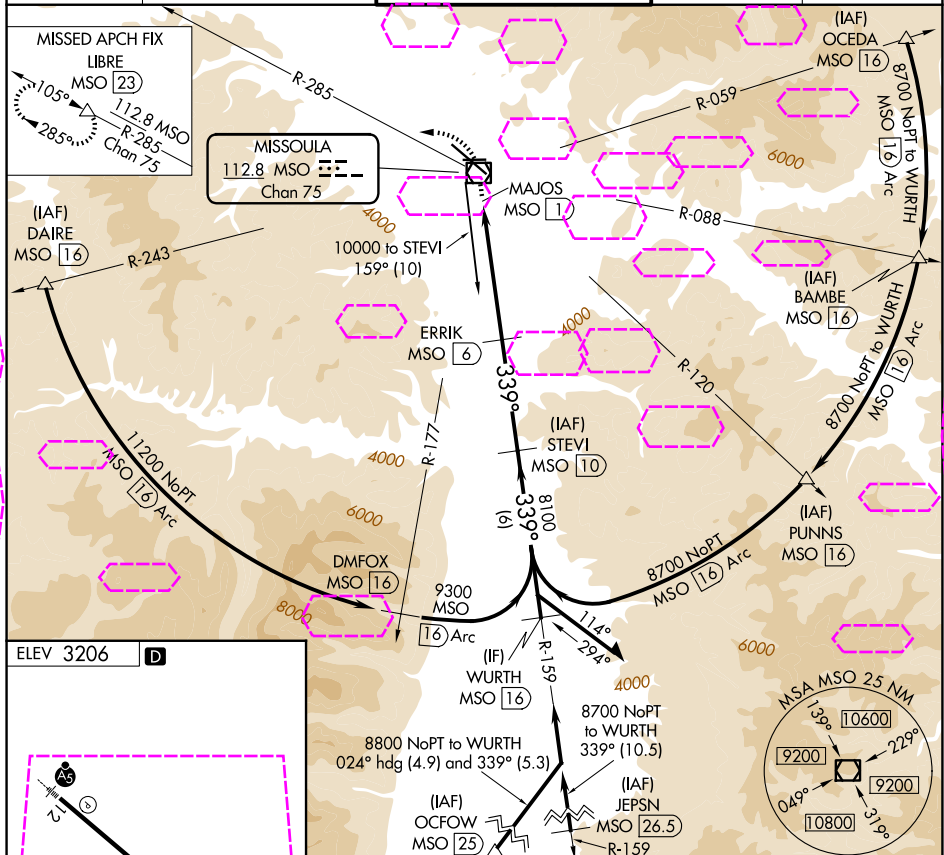 MISSED APCH FIX
LIBRE
MSO 23
105°
285°
112.8 MSO
R-285
Chan 75
R-285
MISSOULA
112.8 MSO
Chan 75
MAJOS
MSO 1
R-059
(IAF)
OCEDA
MSO 16
8700 NoPT to WURTH
MSO 16 Arc
6000
R-088
4000
(IAF)
DAIRE
MSO 16
R-243
10000 to STEVI
159° (10)
(IAF)
BAMBE
MSO 16
ERRIK
MSO 6
4000
339°
R-120
8700 NoPT to WURTH
MSO 16 Arc
R-177
(IAF)
STEVI
MSO 10
11200 NoPT
MSO 16 Arc
4000
6000
339°
8100
(6)
(IAF)
PUNNS
MSO 16
8700 NoPT
MSO 16 Arc
DMFOX
MSO 16
8000
9300
MSO
16 Arc
114°
294°
6000
4000
(IF)
WURTH
MSO 16
R-159
ELEV 3206 D
8800 NoPT to WURTH
024° hdg (4.9) and 339° (5.3)
8700 NoPT
to WURTH
339° (10.5)
(IAF)
OCFOW
MSO 25
(IAF)
JEPSN
MSO 26.5
R-159
MSA MSO 25 NM
139°
10600
229°
9200
9200
049°
10800
319°
A5
P
12